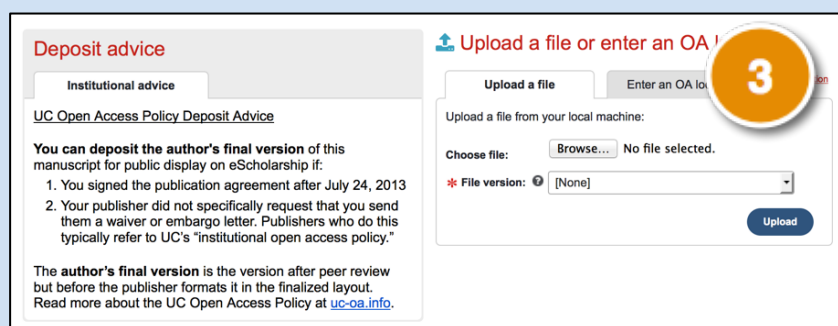 Deposit advice
Institutional advice
UC Open Access Policy Deposit Advice
You can deposit the author's final version of this
manuscript for public display on eScholarship if:
1. You signed the publication agreement after July 24, 2013
2. Your publisher did not specifically request that you send
them a waiver or embargo letter. Publishers who do this
typically refer to UC's “institutional open access policy.”
The author's final version is the version after peer review
but before the publisher formats it in the finalized layout.
Read more about the UC Open Access Policy at uc-oa.info.
Upload a file or enter an OA
3
Upload a file
Enter an OA
Upload a file from your local machine:
Choose file: Browse... No file selected.
* File version: ? [None]
Upload